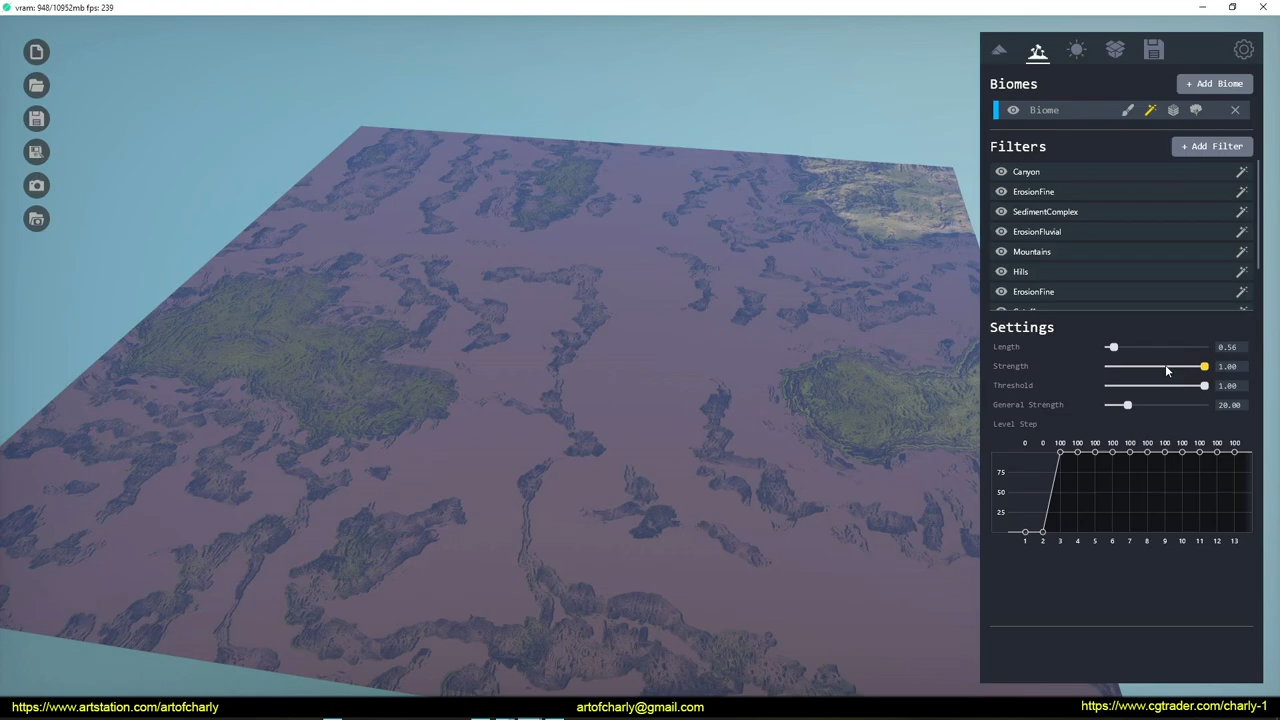 vram: 948/10952mb fps: 239
Biomes
+ Add Biome
Biome
Filters
+ Add Filter
Canyon
ErosionFine
SedimentComplex
ErosionFluvial
Mountains
Hills
ErosionFine
Settings
Length 0.56
Strength 1.00
Threshold 1.00
General Strength 20.00
Level Step
0 0 100 100 100 100 100 100 100 100 100 100 100
75
50
25
1 2 3 4 5 6 7 8 9 10 11 12 13
https://www.artstation.com/artofcharly
artofcharly@gmail.com
https://www.cgtrader.com/charly-1